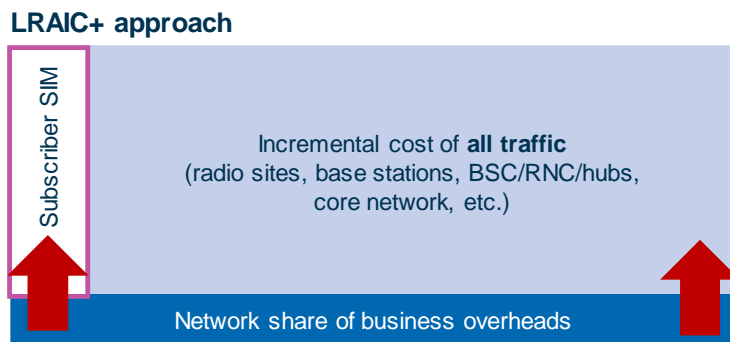 LRAIC+ approach
Subscriber SIM
Incremental cost of all traffic
(radio sites, base stations, BSC/RNC/hubs,
core network, etc.)
Network share of business overheads